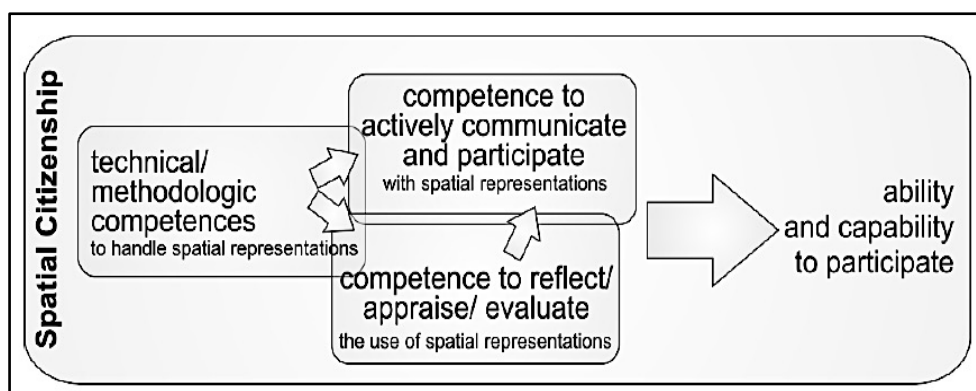 Spatial Citizenship
technical/
methodologic
competences
to handle spatial representations
competence to
actively communicate
and participate
with spatial representations
competence to reflect/
appraise/ evaluate
the use of spatial representations
ability
and capability
to participate